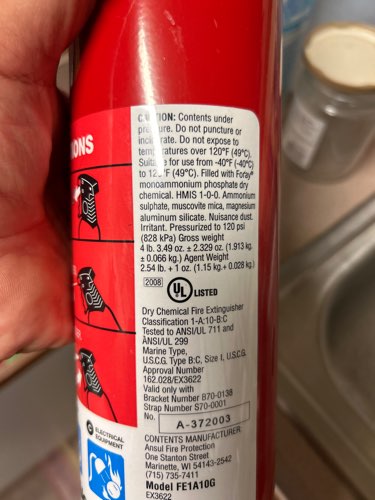 IONS
CAUTION: Contents under
pressure. Do not puncture or
incinerate. Do not expose to
temperatures over 120°F (49°C).
Suitable for use from -40°F (-40°C)
to 120°F (49°C). Filled with Foray®
monoammonium phosphate dry
chemical. HMIS 1-0-0. Ammonium
sulphate, muscovite mica, magnesium
aluminum silicate. Nuisance dust.
Irritant. Pressurized to 120 psi
(828 kPa) Gross weight
4 lb. 3.49 oz. ± 2.329 oz. (1.913 kg.
± 0.066 kg.) Agent Weight
2.54 lb. + 1 oz. (1.15 kg.+ 0.028 kg.)
2008 UL LISTED
Dry Chemical Fire Extinguisher
Classification 1-A:10-B:C
Tested to ANSI/UL 711 and
ANSI/UL 299
Marine Type,
U.S.C.G. Type B:C, Size I, U.S.C.G.
Approval Number
162.028/EX3622
Valid only with
Bracket Number B70-0138
Strap Number S70-0001
No. A-372003
C ELECTRICAL
EQUIPMENT
CONTENTS MANUFACTURER:
Ansul Fire Protection
One Stanton Street
Marinette, WI 54143-2542
(715) 735-7411
Model FE1A10G
EX3622